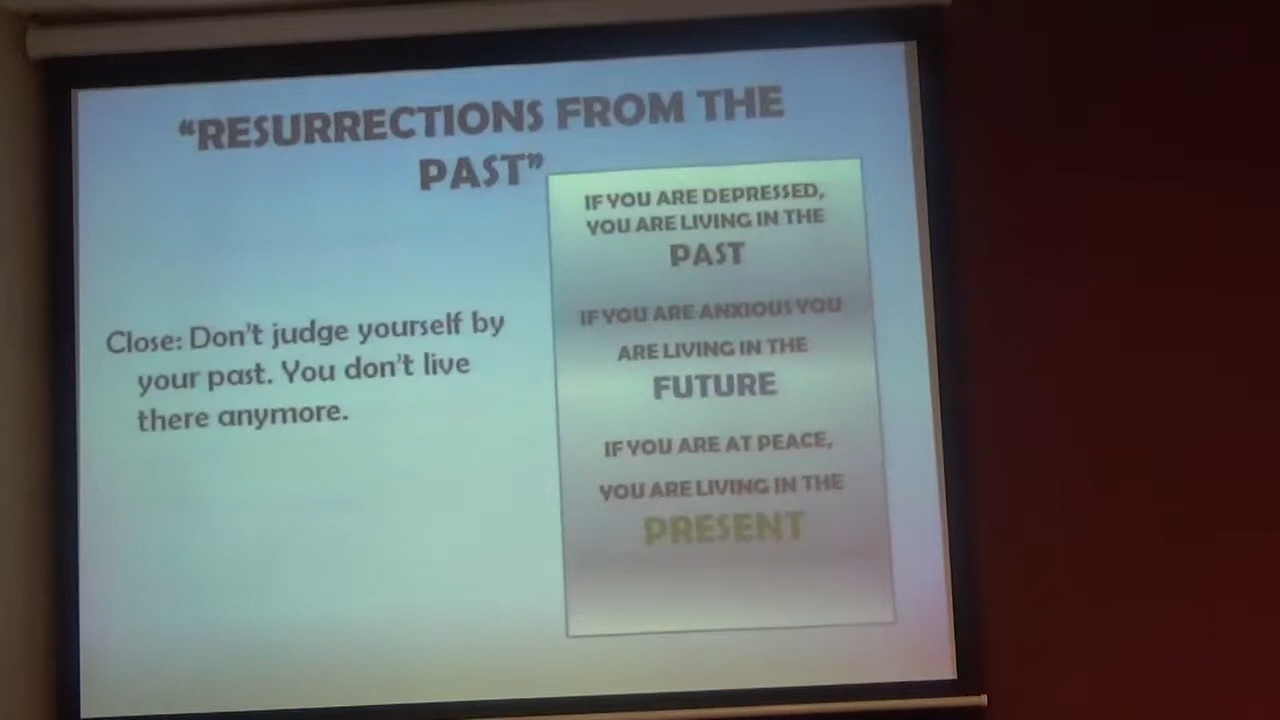 “RESURRECTIONS FROM THE
PAST”
Close: Don’t judge yourself by
your past. You don’t live
there anymore.
IF YOU ARE DEPRESSED,
YOU ARE LIVING IN THE
PAST
IF YOU ARE ANXIOUS YOU
ARE LIVING IN THE
FUTURE
IF YOU ARE AT PEACE,
YOU ARE LIVING IN THE
PRESENT